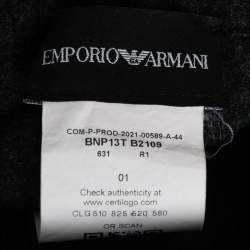 EMPORIO ARMANI
COM-P-PROD-2021-00589-A-44
BNP13T B2109
631 R1
01
Check authenticity at
www.certilogo.com
CLG 510 825 620 580
OR SCAN